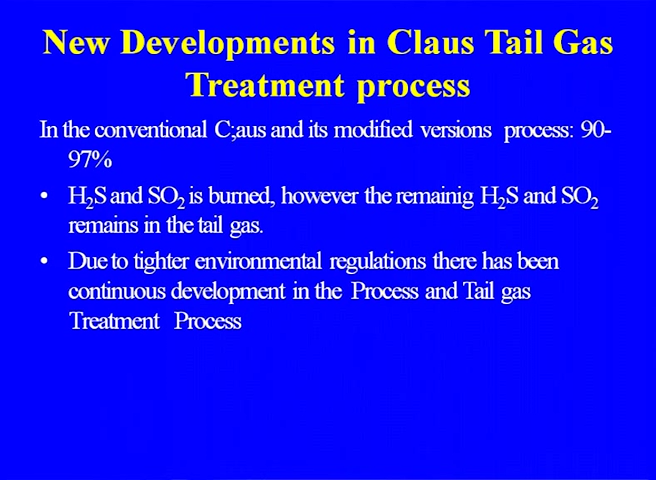 New Developments in Claus Tail Gas
Treatment process
In the conventional C;aus and its modified versions process: 90-
97%
• H₂S and SO₂ is burned, however the remainig H₂S and SO₂
remains in the tail gas.
• Due to tighter environmental regulations there has been
continuous development in the Process and Tail gas
Treatment Process